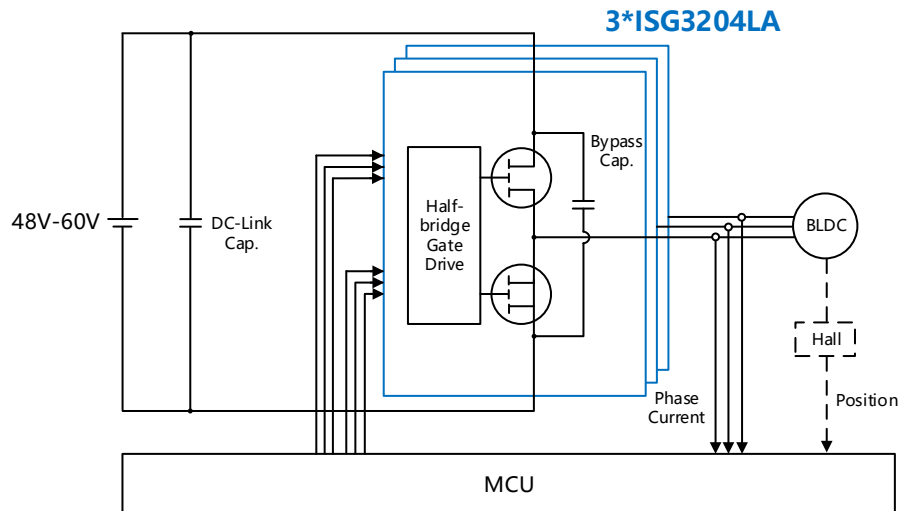 3*ISG3204LA
Bypass
Cap.
48V-60V
DC-Link
Cap.
Half-
bridge
Gate
Drive
BLDC
Hall
Phase
Current
Position
MCU